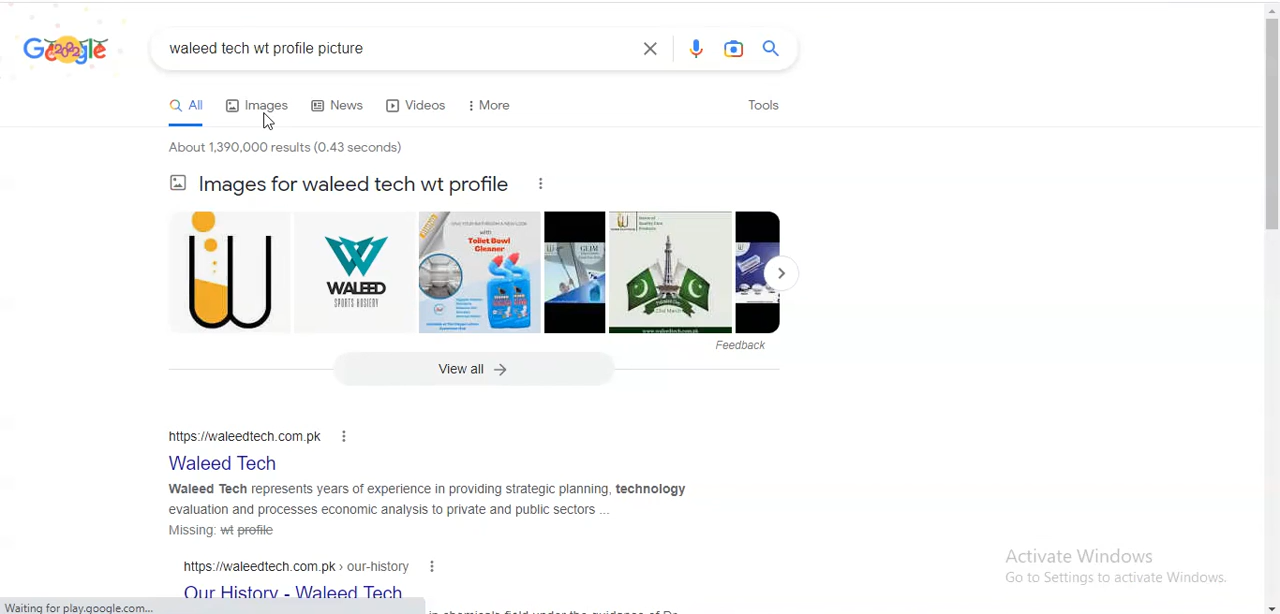 Google
2022
waleed tech wt profile picture
All Images News Videos More Tools
About 1,390,000 results (0.43 seconds)
Images for waleed tech wt profile
WALEED
SPORTS HOSIERY
with
Toilet Bowl
Cleaner
Feedback
View all
https://waleedtech.com.pk
Waleed Tech
Waleed Tech represents years of experience in providing strategic planning, technology
evaluation and processes economic analysis to private and public sectors ...
Missing: wt profile
https://waleedtech.com.pk › our-history
Our History - Waleed Tech
Activate Windows
Go to Settings to activate Windows.
Waiting for play.google.com...